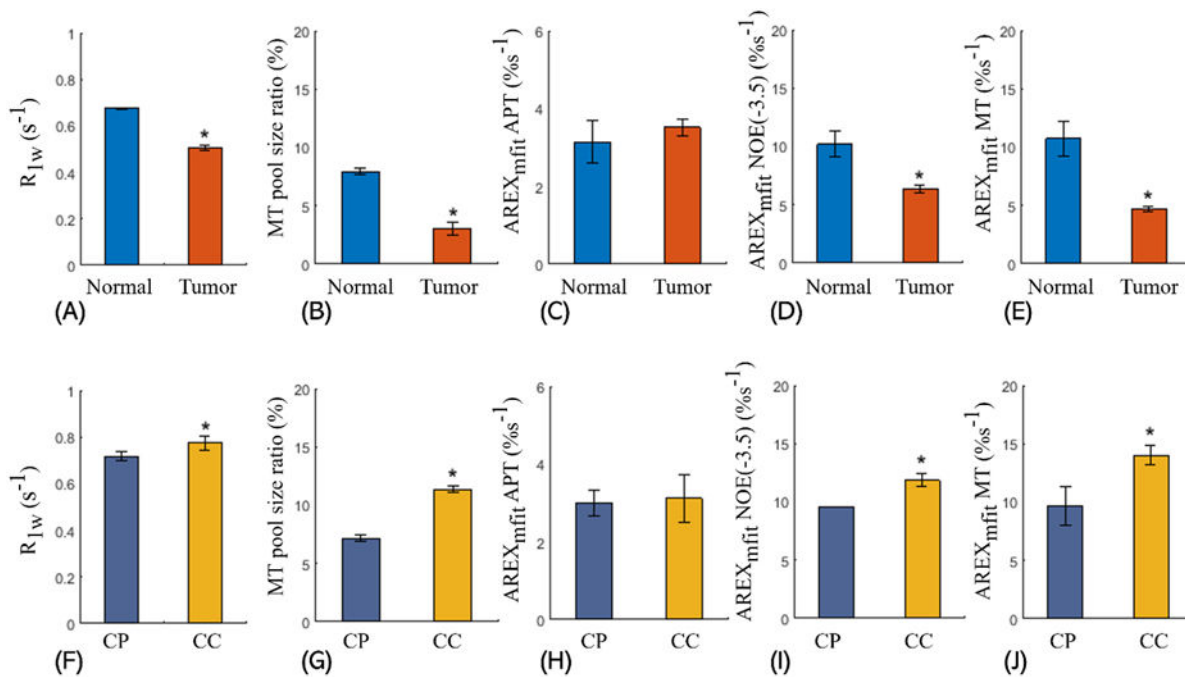 R1w (s-1)
1
0.8
0.6
0.4
0.2
0
*
Normal Tumor
(A)
MT pool size ratio (%)
20
15
10
5
0
*
Normal Tumor
(B)
AREXmfit APT (%s-1)
6
4
2
0
Normal Tumor
(C)
AREXmfit NOE(-3.5) (%s-1)
20
15
10
5
0
*
Normal Tumor
(D)
AREXmfit MT (%s-1)
20
15
10
5
0
*
Normal Tumor
(E)
R1w (s-1)
1
0.8
0.6
0.4
0.2
0
*
CP CC
(F)
MT pool size ratio (%)
20
15
10
5
0
*
CP CC
(G)
AREXmfit APT (%s-1)
6
4
2
0
CP CC
(H)
AREXmfit NOE(-3.5) (%s-1)
20
15
10
5
0
*
CP CC
(I)
AREXmfit MT (%s-1)
20
15
10
5
0
*
CP CC
(J)